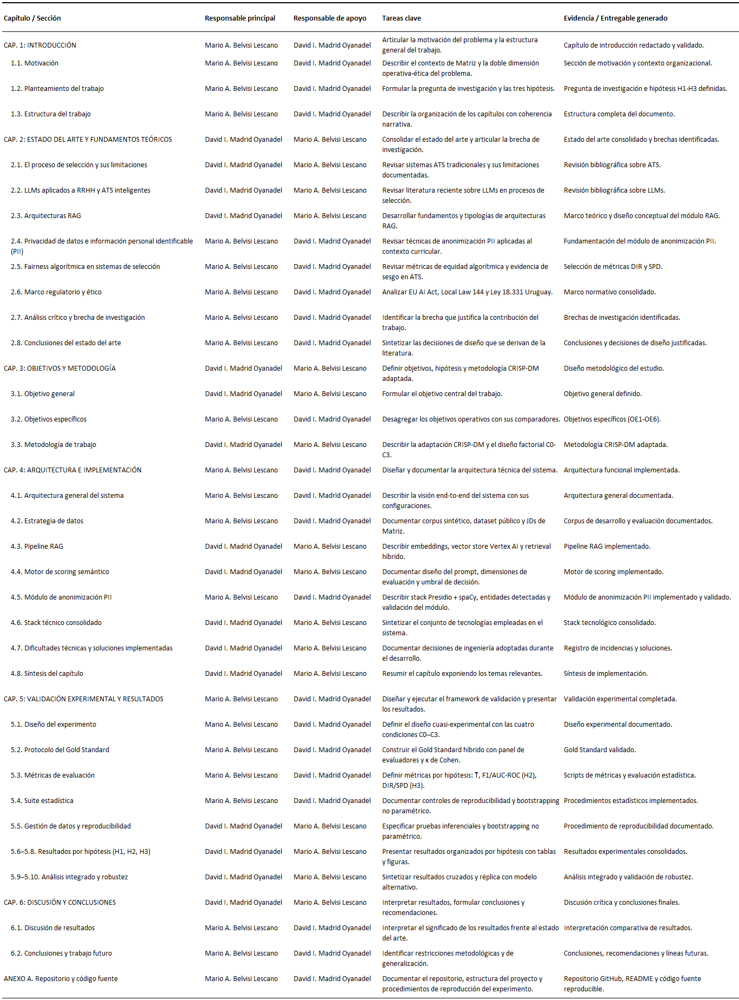 Capítulo / Sección Responsable principal Responsable de apoyo Tareas clave Evidencia / Entregable generado
CAP. 1: INTRODUCCIÓN Mario A. Belvisi Lescano David I. Madrid Oyanadel Articular la motivación del problema y la estructura general del trabajo. Capítulo de introducción redactado y validado.
1.1. Motivación Mario A. Belvisi Lescano David I. Madrid Oyanadel Describir el contexto de Matriz y la doble dimensión operativa-ética del problema. Sección de motivación y contexto organizacional.
1.2. Planteamiento del trabajo Mario A. Belvisi Lescano David I. Madrid Oyanadel Formular la pregunta de investigación y las tres hipótesis. Pregunta de investigación e hipótesis H1-H3 definidas.
1.3. Estructura del trabajo Mario A. Belvisi Lescano David I. Madrid Oyanadel Describir la organización de los capítulos con coherencia narrativa. Estructura completa del documento.
CAP. 2: ESTADO DEL ARTE Y FUNDAMENTOS TEÓRICOS David I. Madrid Oyanadel Mario A. Belvisi Lescano Consolidar el estado del arte y articular la brecha de investigación. Estado del arte consolidado y brechas identificadas.
2.1. El proceso de selección y sus limitaciones David I. Madrid Oyanadel Mario A. Belvisi Lescano Revisar sistemas ATS tradicionales y sus limitaciones documentadas. Revisión bibliográfica sobre ATS.
2.2. LLMs aplicados a RRHH y ATS inteligentes David I. Madrid Oyanadel Mario A. Belvisi Lescano Revisar literatura reciente sobre LLMs en procesos de selección. Revisión bibliográfica sobre LLMs.
2.3. Arquitecturas RAG David I. Madrid Oyanadel Mario A. Belvisi Lescano Desarrollar fundamentos y tipologías de arquitecturas RAG. Marco teórico y diseño conceptual del módulo RAG.
2.4. Privacidad de datos e información personal identificable (PII) Mario A. Belvisi Lescano David I. Madrid Oyanadel Revisar técnicas de anonimización PII aplicadas al contexto curricular. Fundamentación del módulo de anonimización PII.
2.5. Fairness algorítmica en sistemas de selección Mario A. Belvisi Lescano David I. Madrid Oyanadel Revisar métricas de equidad algorítmica y evidencia de sesgo en ATS. Selección de métricas DIR y SPD.
2.6. Marco regulatorio y ético Mario A. Belvisi Lescano David I. Madrid Oyanadel Analizar EU AI Act, Local Law 144 y Ley 18.331 Uruguay. Marco normativo consolidado.
2.7. Análisis crítico y brecha de investigación Mario A. Belvisi Lescano David I. Madrid Oyanadel Identificar la brecha que justifica la contribución del trabajo. Brechas de investigación identificadas.
2.8. Conclusiones del estado del arte Mario A. Belvisi Lescano David I. Madrid Oyanadel Sintetizar las decisiones de diseño que se derivan de la literatura. Conclusiones y decisiones de diseño justificadas.
CAP. 3: OBJETIVOS Y METODOLOGÍA David I. Madrid Oyanadel Mario A. Belvisi Lescano Definir objetivos, hipótesis y metodología CRISP-DM adaptada. Diseño metodológico del estudio.
3.1. Objetivo general David I. Madrid Oyanadel Mario A. Belvisi Lescano Formular el objetivo central del trabajo. Objetivo general definido.
3.2. Objetivos específicos Mario A. Belvisi Lescano David I. Madrid Oyanadel Desagregar los objetivos operativos con sus comparadores. Objetivos específicos (OE1-OE6).
3.3. Metodología de trabajo David I. Madrid Oyanadel Mario A. Belvisi Lescano Describir la adaptación CRISP-DM y el diseño factorial C0-C3. Metodología CRISP-DM adaptada.
CAP. 4: ARQUITECTURA E IMPLEMENTACIÓN Mario A. Belvisi Lescano David I. Madrid Oyanadel Diseñar y documentar la arquitectura técnica del sistema. Arquitectura funcional implementada.
4.1. Arquitectura general del sistema Mario A. Belvisi Lescano David I. Madrid Oyanadel Describir la visión end-to-end del sistema con sus configuraciones. Arquitectura general documentada.
4.2. Estrategia de datos Mario A. Belvisi Lescano David I. Madrid Oyanadel Documentar corpus sintético, dataset público y JDs de Matriz. Corpus de desarrollo y evaluación documentados.
4.3. Pipeline RAG David I. Madrid Oyanadel Mario A. Belvisi Lescano Describir embeddings, vector store Vertex AI y retrieval híbrido. Pipeline RAG implementado.
4.4. Motor de scoring semántico David I. Madrid Oyanadel Mario A. Belvisi Lescano Documentar diseño del prompt, dimensiones de evaluación y umbral de decisión. Motor de scoring implementado.
4.5. Módulo de anonimización PII Mario A. Belvisi Lescano David I. Madrid Oyanadel Describir stack Presidio + spaCy, entidades detectadas y validación del módulo. Módulo de anonimización PII implementado y validado.
4.6. Stack técnico consolidado David I. Madrid Oyanadel Mario A. Belvisi Lescano Sintetizar el conjunto de tecnologías empleadas en el sistema. Stack tecnológico consolidado.
4.7. Dificultades técnicas y soluciones implementadas David I. Madrid Oyanadel Mario A. Belvisi Lescano Documentar decisiones de ingeniería adoptadas durante el desarrollo. Registro de incidencias y soluciones.
4.8. Síntesis del capítulo David I. Madrid Oyanadel Mario A. Belvisi Lescano Resumir el capítulo exponiendo los temas relevantes. Síntesis de implementación.
CAP. 5: VALIDACIÓN EXPERIMENTAL Y RESULTADOS Mario A. Belvisi Lescano David I. Madrid Oyanadel Diseñar y ejecutar el framework de validación y presentar los resultados. Validación experimental completada.
5.1. Diseño del experimento Mario A. Belvisi Lescano David I. Madrid Oyanadel Definir el diseño cuasi-experimental con las cuatro condiciones C0–C3. Diseño experimental documentado.
5.2. Protocolo del Gold Standard Mario A. Belvisi Lescano David I. Madrid Oyanadel Construir el Gold Standard híbrido con panel de evaluadores y κ de Cohen. Gold Standard validado.
5.3. Métricas de evaluación Mario A. Belvisi Lescano David I. Madrid Oyanadel Definir métricas por hipótesis: T̄, F1/AUC-ROC (H2), DIR/SPD (H3). Scripts de métricas y evaluación estadística.
5.4. Suite estadística Mario A. Belvisi Lescano David I. Madrid Oyanadel Documentar controles de reproducibilidad y bootstrapping no paramétrico. Procedimientos estadísticos implementados.
5.5. Gestión de datos y reproducibilidad David I. Madrid Oyanadel Mario A. Belvisi Lescano Especificar pruebas inferenciales y bootstrapping no paramétrico. Procedimiento de reproducibilidad documentado.
5.6–5.8. Resultados por hipótesis (H1, H2, H3) David I. Madrid Oyanadel Mario A. Belvisi Lescano Presentar resultados organizados por hipótesis con tablas y figuras. Resultados experimentales consolidados.
5.9–5.10. Análisis integrado y robustez David I. Madrid Oyanadel Mario A. Belvisi Lescano Sintetizar resultados cruzados y réplica con modelo alternativo. Análisis integrado y validación de robustez.
CAP. 6: DISCUSIÓN Y CONCLUSIONES David I. Madrid Oyanadel Mario A. Belvisi Lescano Interpretar resultados, formular conclusiones y recomendaciones. Discusión crítica y conclusiones finales.
6.1. Discusión de resultados Mario A. Belvisi Lescano David I. Madrid Oyanadel Interpretar el significado de los resultados frente al estado del arte. Interpretación comparativa de resultados.
6.2. Conclusiones y trabajo futuro Mario A. Belvisi Lescano David I. Madrid Oyanadel Identificar restricciones metodológicas y de generalización. Conclusiones, recomendaciones y líneas futuras.
ANEXO A. Repositorio y código fuente Mario A. Belvisi Lescano David I. Madrid Oyanadel Documentar el repositorio, estructura del proyecto y procedimientos de reproducción del experimento. Repositorio GitHub, README y código fuente reproducible.